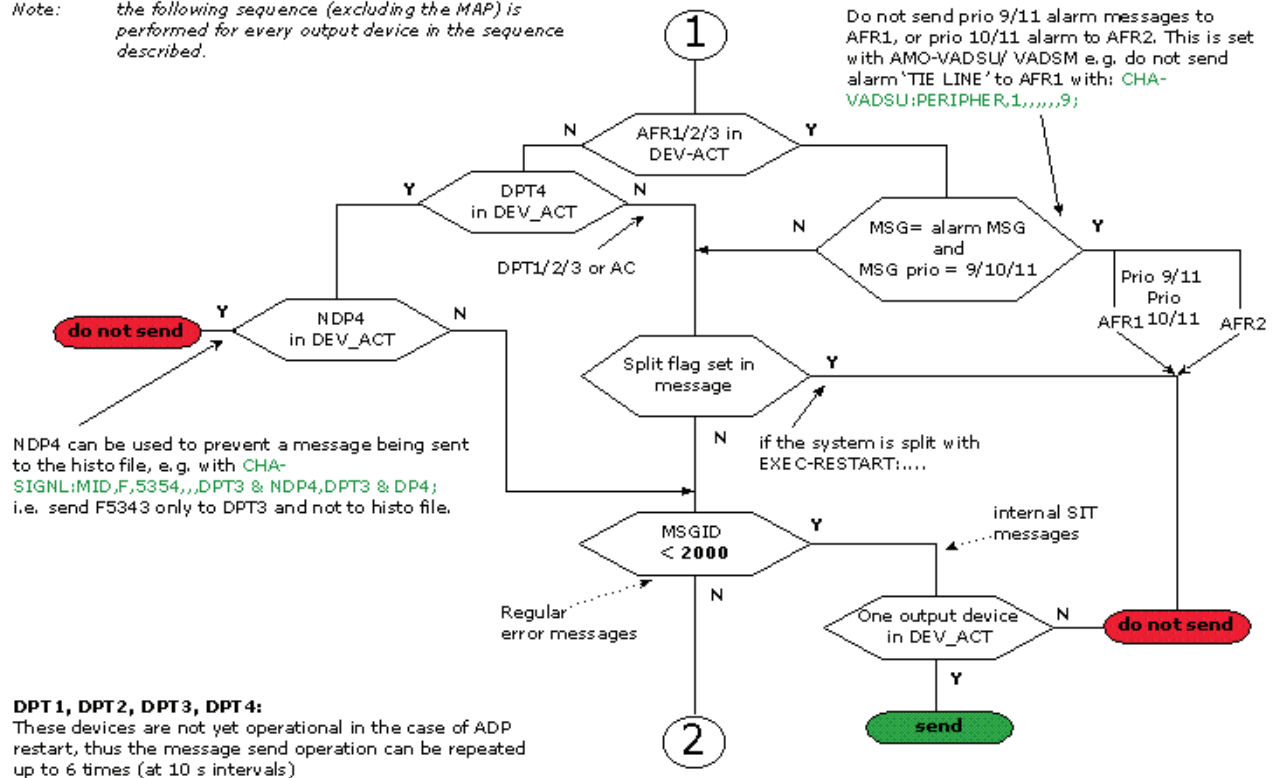 Note: the following sequence (excluding the MAP) is
performed for every output device in the sequence
described.
1
Do not send prio 9/11 alarm messages to
AFR1, or prio 10/11 alarm to AFR2. This is set
with AMO-VADSU/ VADSM e.g. do not send
alarm 'TIE LINE' to AFR1 with: CHA-
VADSU:PERIPHER,1,,,,,,9;
N
AFR1/2/3 in
DEV-ACT
Y
Y
DPT4
in DEV_ACT
N
DPT1/2/3 or AC
N
MSG= alarm MSG
and
MSG prio = 9/10/11
Y
Prio 9/11
Prio
10/11
AFR1
AFR2
do not send
Y
NDP4
in DEV_ACT
N
Split flag set in
message
Y
N
if the system is split with
EXEC-RESTART:....
NDP4 can be used to prevent a message being sent
to the histo file, e.g. with CHA-
SIGNL:MID,F,5354,,,DPT3 & NDP4,DPT3 & DP4;
i.e. send F5343 only to DPT3 and not to histo file.
MSGID
< 2000
Y
N
internal SIT
messages
Regular
error messages
One output device
in DEV_ACT
N
do not send
Y
send
2
DPT1, DPT2, DPT3, DPT4:
These devices are not yet operational in the case of ADP
restart, thus the message send operation can be repeated
up to 6 times (at 10 s intervals)